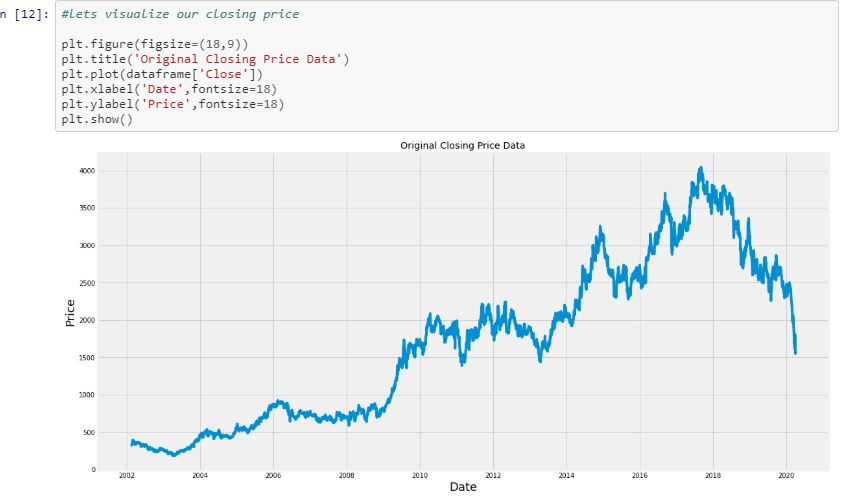 n [12]:
#lets visualize our closing price
plt.figure(figsize=(18,9))
plt.title('Original Closing Price Data')
plt.plot(dataframe['Close'])
plt.xlabel('Date',fontsize=18)
plt.ylabel('Price',fontsize=18)
plt.show()
Original Closing Price Data
4000
3500
3000
2500
2000
1500
1000
500
0
Price
2002 2004 2006 2008 2010 2012 2014 2016 2018 2020
Date